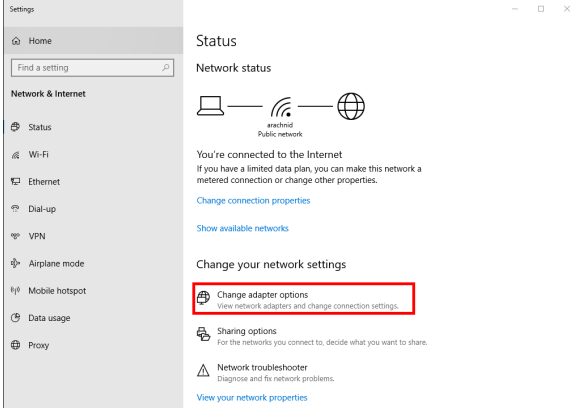 Settings
Home
Find a setting
Network & Internet
Status
Wi-Fi
Ethernet
Dial-up
VPN
Airplane mode
Mobile hotspot
Data usage
Proxy
Status
Network status
arachnid
Public network
You're connected to the Internet
If you have a limited data plan, you can make this network a
metered connection or change other properties.
Change connection properties
Show available networks
Change your network settings
Change adapter options
View network adapters and change connection settings.
Sharing options
For the networks you connect to, decide what you want to share.
Network troubleshooter
Diagnose and fix network problems.
View your network properties